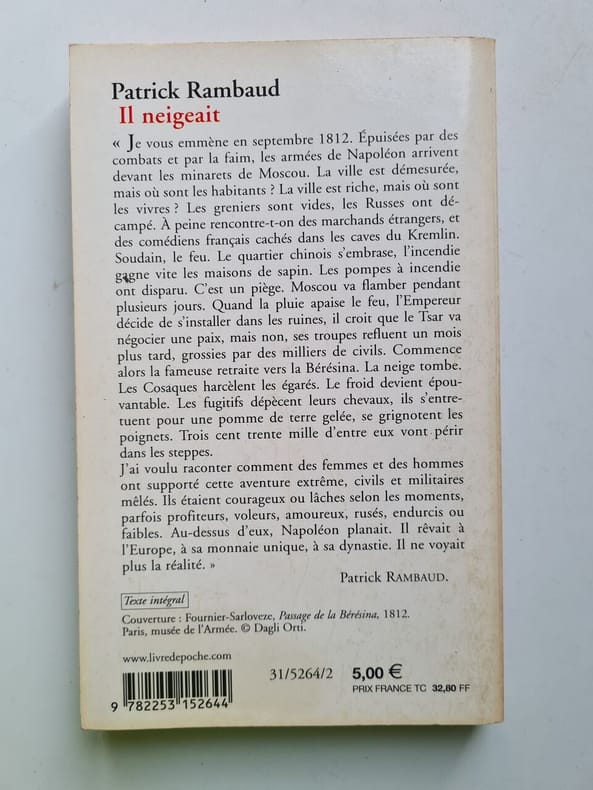 Patrick Rambaud
Il neigeait
« Je vous emmène en septembre 1812. Épuisées par des
combats et par la faim, les armées de Napoléon arrivent
devant les minarets de Moscou. La ville est démesurée,
mais où sont les habitants ? La ville est riche, mais où sont
les vivres ? Les greniers sont vides, les Russes ont dé-
campé. À peine rencontre-t-on des marchands étrangers, et
des comédiens français cachés dans les caves du Kremlin.
Soudain, le feu. Le quartier chinois s'embrase, l'incendie
gagne vite les maisons de sapin. Les pompes à incendie
ont disparu. C'est un piège. Moscou va flamber pendant
plusieurs jours. Quand la pluie apaise le feu, l'Empereur
décide de s'installer dans les ruines, il croit que le Tsar va
négocier une paix, mais non, ses troupes refluent un mois
plus tard, grossies par des milliers de civils. Commence
alors la fameuse retraite vers la Bérésina. La neige tombe.
Les Cosaques harcèlent les égarés. Le froid devient épou-
vantable. Les fugitifs dépècent leurs chevaux, ils s'entre-
tuent pour une pomme de terre gelée, se grignotent les
poignets. Trois cent trente mille d'entre eux vont périr
dans les steppes.
J'ai voulu raconter comment des femmes et des hommes
ont supporté cette aventure extrême, civils et militaires
mêlés. Ils étaient courageux ou lâches selon les moments,
parfois profiteurs, voleurs, amoureux, rusés, endurcis ou
faibles. Au-dessus d'eux, Napoléon planait. Il rêvait à
l'Europe, à sa monnaie unique, à sa dynastie. Il ne voyait
plus la réalité. »
Patrick RAMBAUD.
Texte intégral
Couverture : Fournier-Sarloveze, Passage de la Bérésina, 1812.
Paris, musée de l'Armée. © Dagli Orti.
www.livredepoche.com
31/5264/2 5,00 €
PRIX FRANCE TC 32,80 FF
9 782253 152644